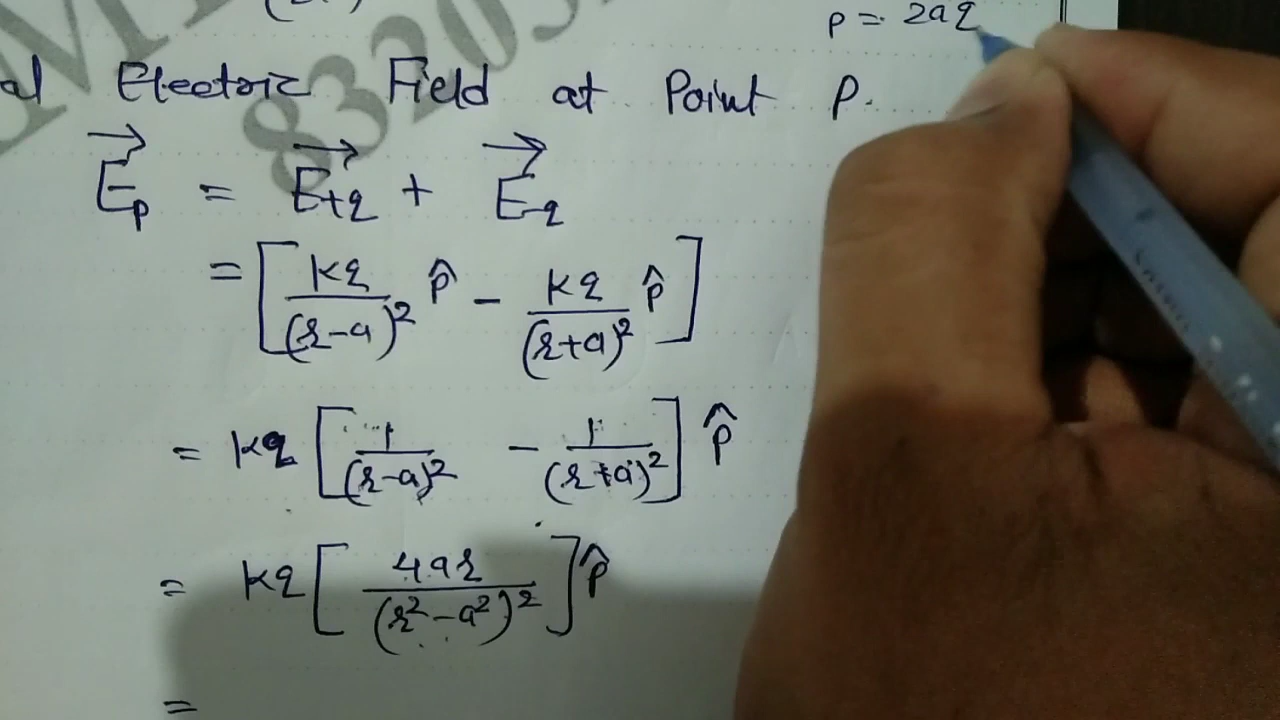 p = 2aq
al Electric Field at Point P.
E⃗p = E⃗+q + E⃗-q
= [ kq/(r-a)² p̂ - kq/(r+a)² p̂ ]
= kq [ 1/(r-a)² - 1/(r+a)² ] p̂
= kq [ 4ar/(r²-a²)² ] p̂
=